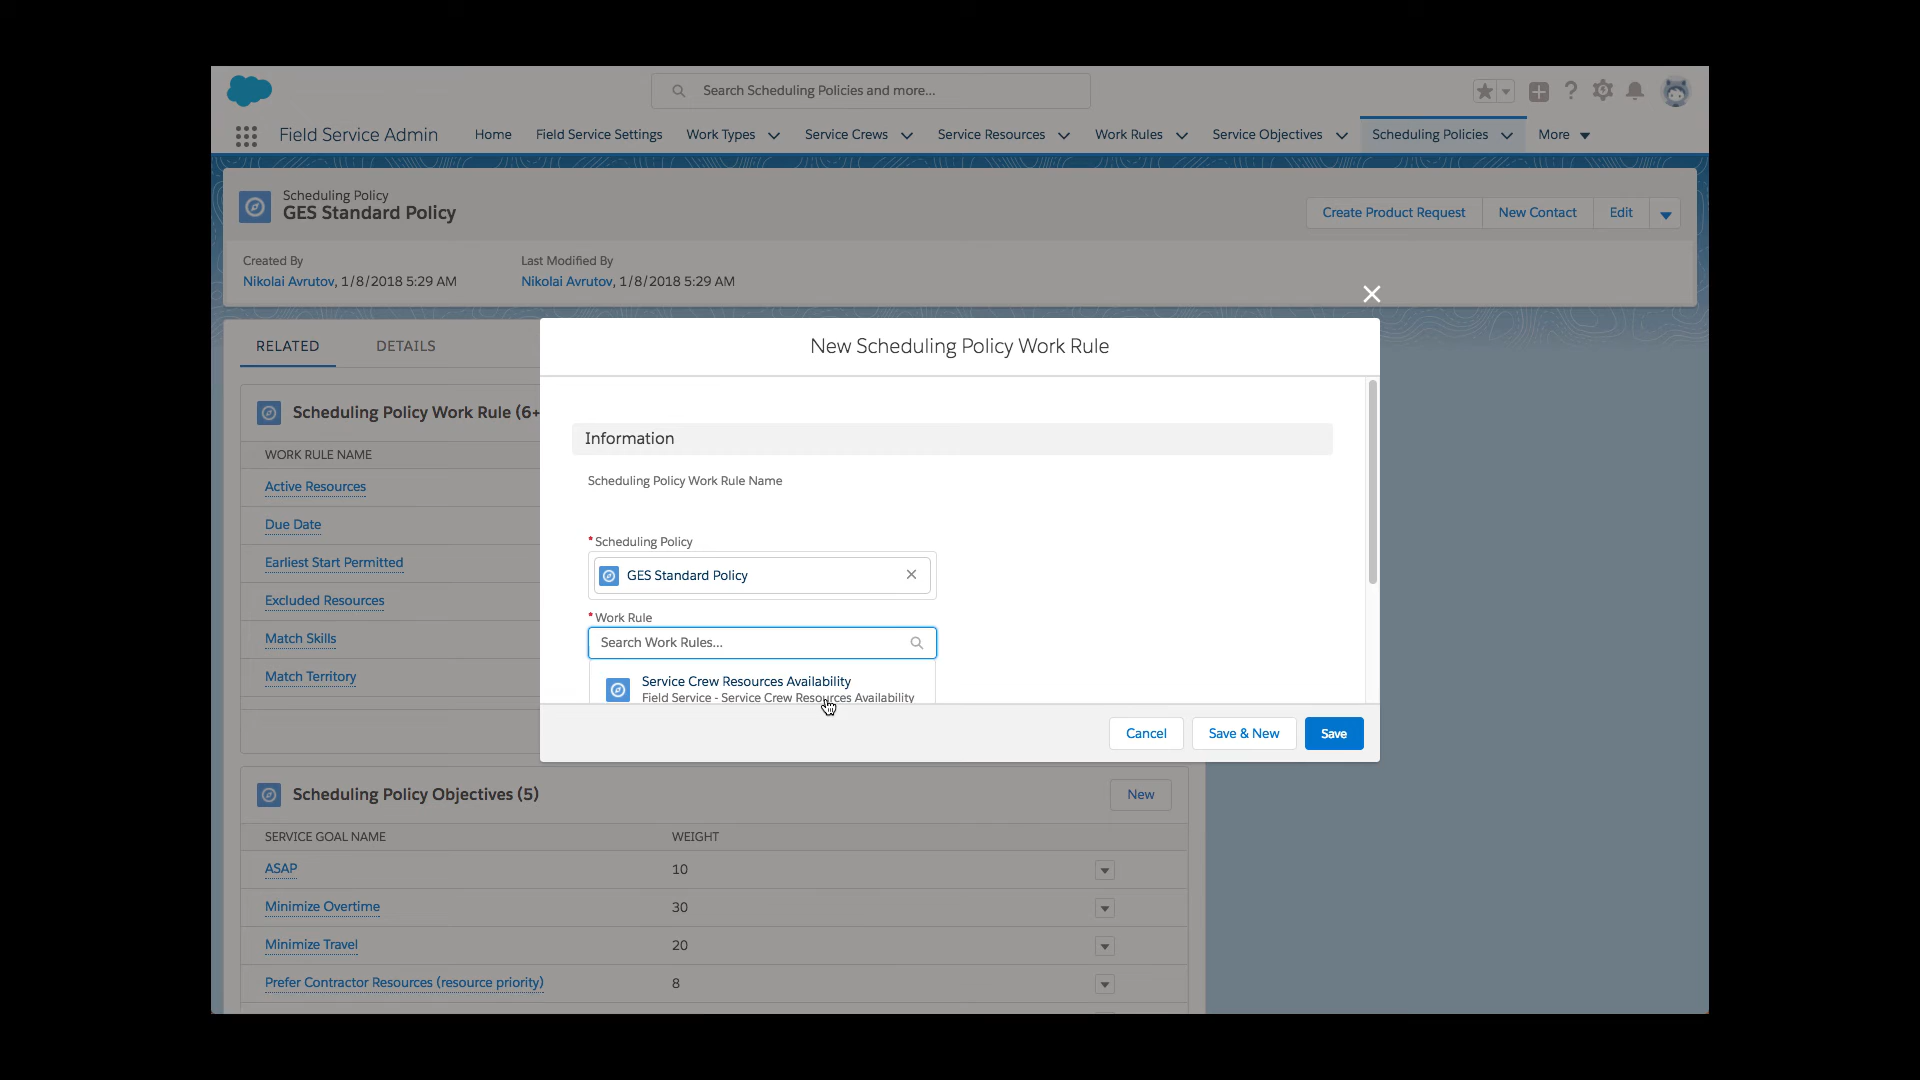 Search Scheduling Policies and more...
Field Service Admin
Home
Field Service Settings
Work Types
Service Crews
Service Resources
Work Rules
Service Objectives
Scheduling Policies
More
Scheduling Policy
GES Standard Policy
Create Product Request
New Contact
Edit
Created By
Last Modified By
Nikolai Avrutov, 1/8/2018 5:29 AM
Nikolai Avrutov, 1/8/2018 5:29 AM
RELATED
DETAILS
Scheduling Policy Work Rule (6+
WORK RULE NAME
Active Resources
Due Date
Earliest Start Permitted
Excluded Resources
Match Skills
Match Territory
New Scheduling Policy Work Rule
Information
Scheduling Policy Work Rule Name
* Scheduling Policy
GES Standard Policy
* Work Rule
Search Work Rules...
Service Crew Resources Availability
Field Service - Service Crew Resources Availability
Cancel
Save & New
Save
Scheduling Policy Objectives (5)
New
SERVICE GOAL NAME
WEIGHT
ASAP
10
Minimize Overtime
30
Minimize Travel
20
Prefer Contractor Resources (resource priority)
8